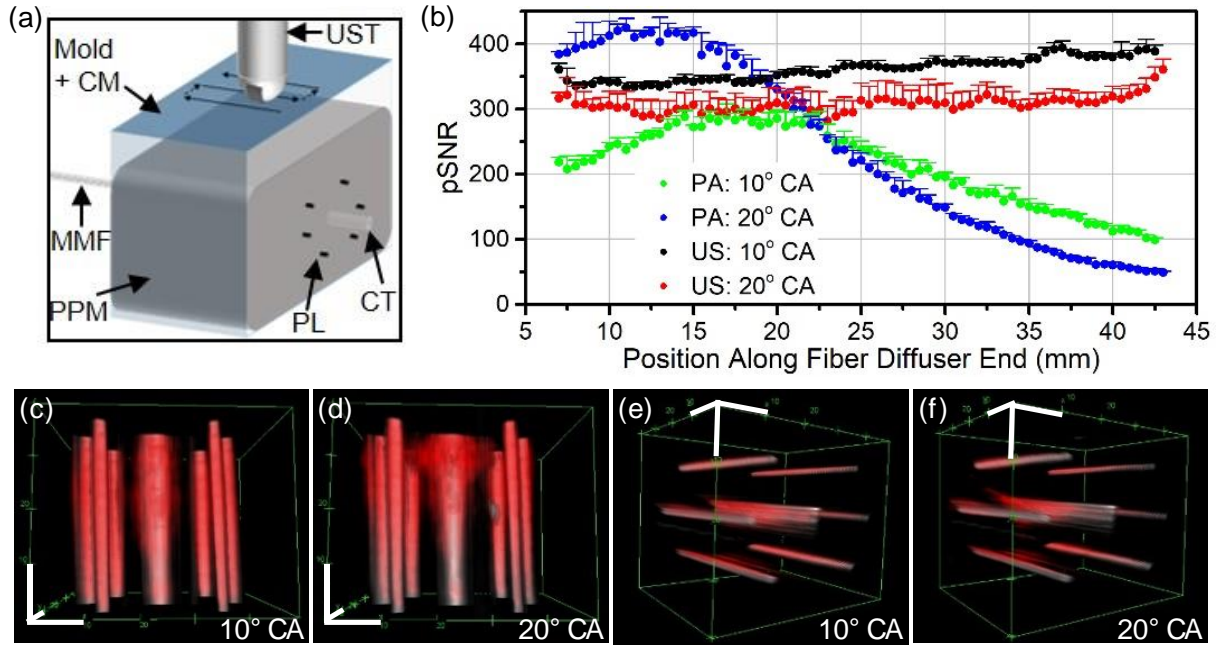 (a)
UST
Mold
+ CM
MMF
PPM
PL
CT
(b)
400
300
200
100
0
pSNR
PA: 10° CA
PA: 20° CA
US: 10° CA
US: 20° CA
5 10 15 20 25 30 35 40 45
Position Along Fiber Diffuser End (mm)
(c)
10° CA
(d)
20° CA
(e)
10° CA
(f)
20° CA